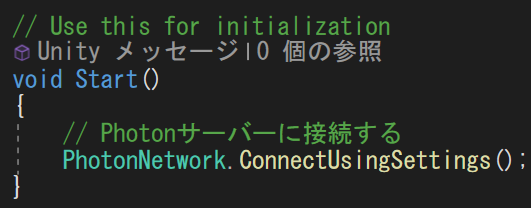 // Use this for initialization
Unity メッセージ|0 個の参照
void Start()
{
// Photonサーバーに接続する
PhotonNetwork.ConnectUsingSettings();
}